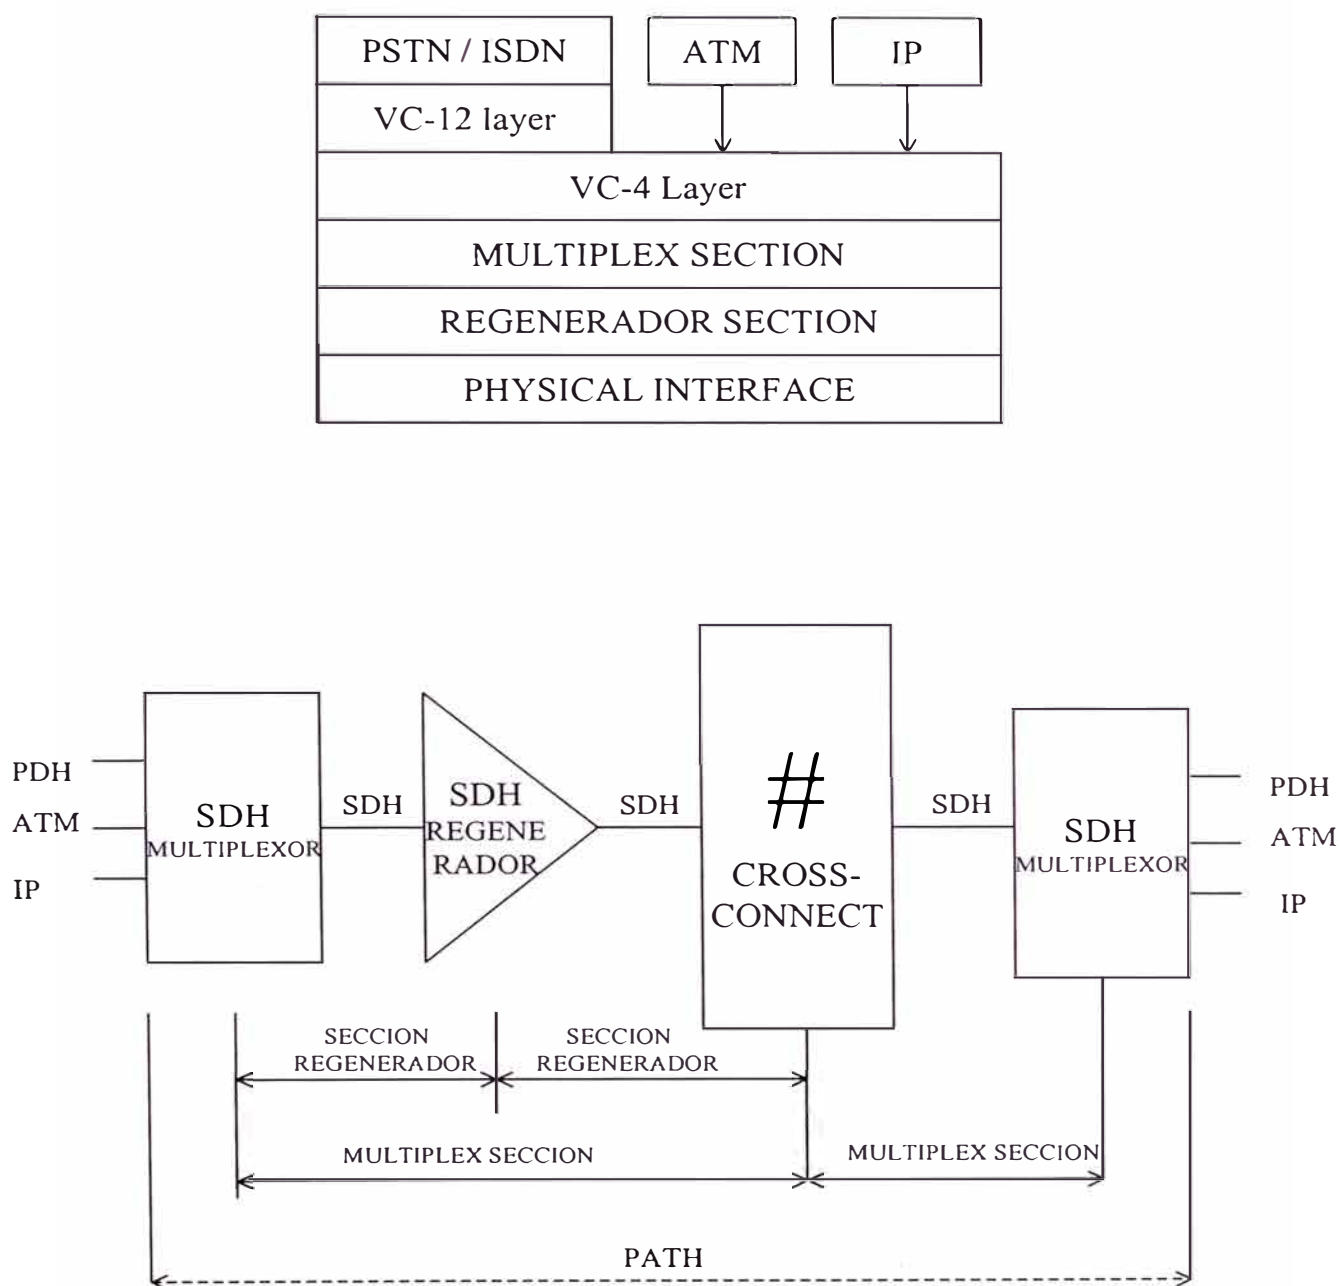 PSTN / ISDN
ATM
IP
VC-12 layer
VC-4 Layer
MULTIPLEX SECTION
REGENERADOR SECTION
PHYSICAL INTERFACE
PDH
ATM
IP
SDH
MULTIPLEXOR
SDH
SDH
REGENE
RADOR
SDH
#
CROSS-
CONNECT
SDH
SDH
MULTIPLEXOR
PDH
ATM
IP
SECCION
REGENERADOR
SECCION
REGENERADOR
MULTIPLEX SECCION
MULTIPLEX SECCION
PATH